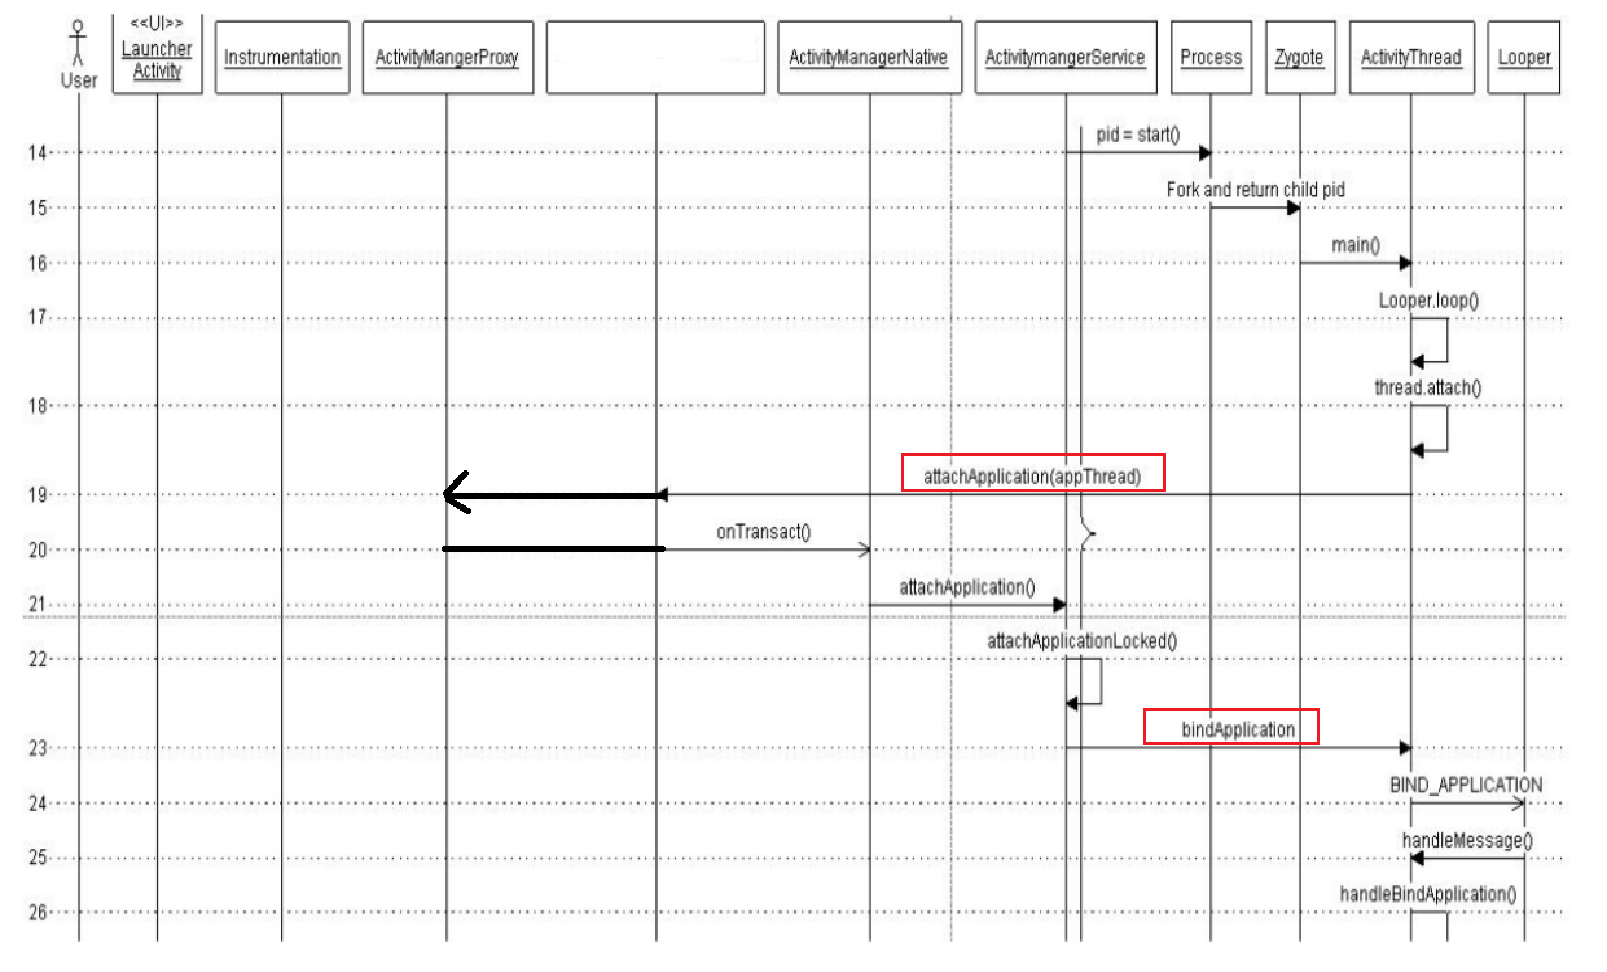 <<UI>>
Launcher
Activity
User
Instrumentation
ActivityMangerProxy
ActivityManagerNative
ActivitymangerService
Process
Zygote
ActivityThread
Looper
pid = start()
14
Fork and return child pid
15
main()
16
Looper.loop()
17
thread.attach()
18
attachApplication(appThread)
19
onTransact()
20
attachApplication()
21
attachApplicationLocked()
22
bindApplication
23
BIND_APPLICATION
24
handleMessage()
25
handleBindApplication()
26